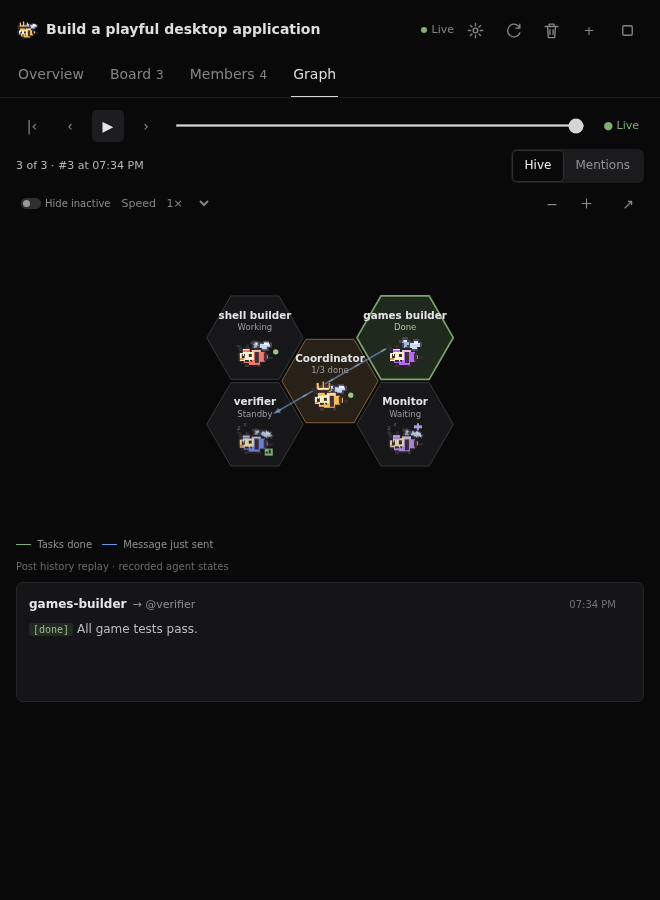 Build a playful desktop application
Live
Overview Board 3 Members 4 Graph
Live
3 of 3 · #3 at 07:34 PM
Hive Mentions
Hide inactive Speed 1×
shell builder
Working
games builder
Done
Coordinator
1/3 done
verifier
Standby
Monitor
Waiting
Tasks done Message just sent
Post history replay · recorded agent states
games-builder → @verifier 07:34 PM
[done] All game tests pass.